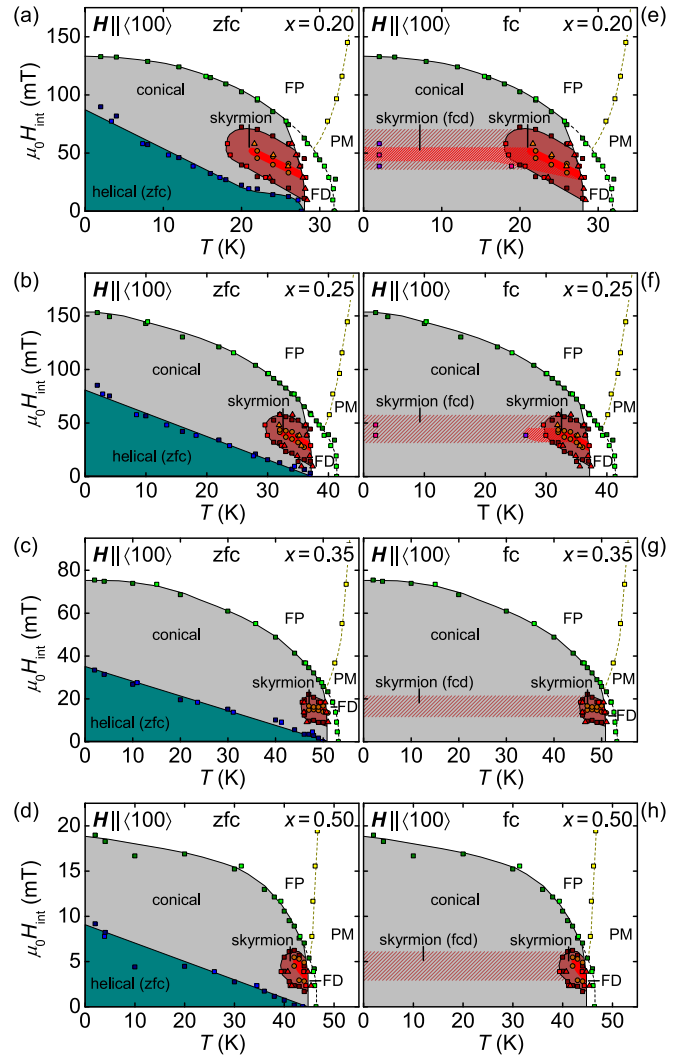 (a) H||⟨100⟩ zfc x=0.20
H||⟨100⟩ fc x=0.20 (e)
150
100
50
0
μ0Hint (mT)
conical
FP
skyrmion
PM
helical (zfc)
FD
skyrmion (fcd)
skyrmion
FP
PM
FD
0 10 20 30
0 10 20 30
T (K)
T (K)
(b) H||⟨100⟩ zfc x=0.25
H||⟨100⟩ fc x=0.25 (f)
150
100
50
0
μ0Hint (mT)
conical
FP
skyrmion
PM
helical (zfc)
FD
conical
FP
skyrmion (fcd)
skyrmion
PM
FD
0 10 20 30 40
0 10 20 30 40
T (K)
T (K)
(c) H||⟨100⟩ zfc x=0.35
H||⟨100⟩ fc x=0.35 (g)
80
60
40
20
0
μ0Hint (mT)
conical
FP
skyrmion
PM
FD
helical (zfc)
conical
FP
skyrmion (fcd)
skyrmion
PM
FD
0 10 20 30 40 50
0 10 20 30 40 50
T (K)
T (K)
(d) H||⟨100⟩ zfc x=0.50
H||⟨100⟩ fc x=0.50 (h)
20
15
10
5
0
μ0Hint (mT)
conical
FP
skyrmion
PM
FD
helical (zfc)
conical
FP
skyrmion (fcd)
skyrmion
PM
FD
0 10 20 30 40 50
0 10 20 30 40 50
T (K)
T (K)